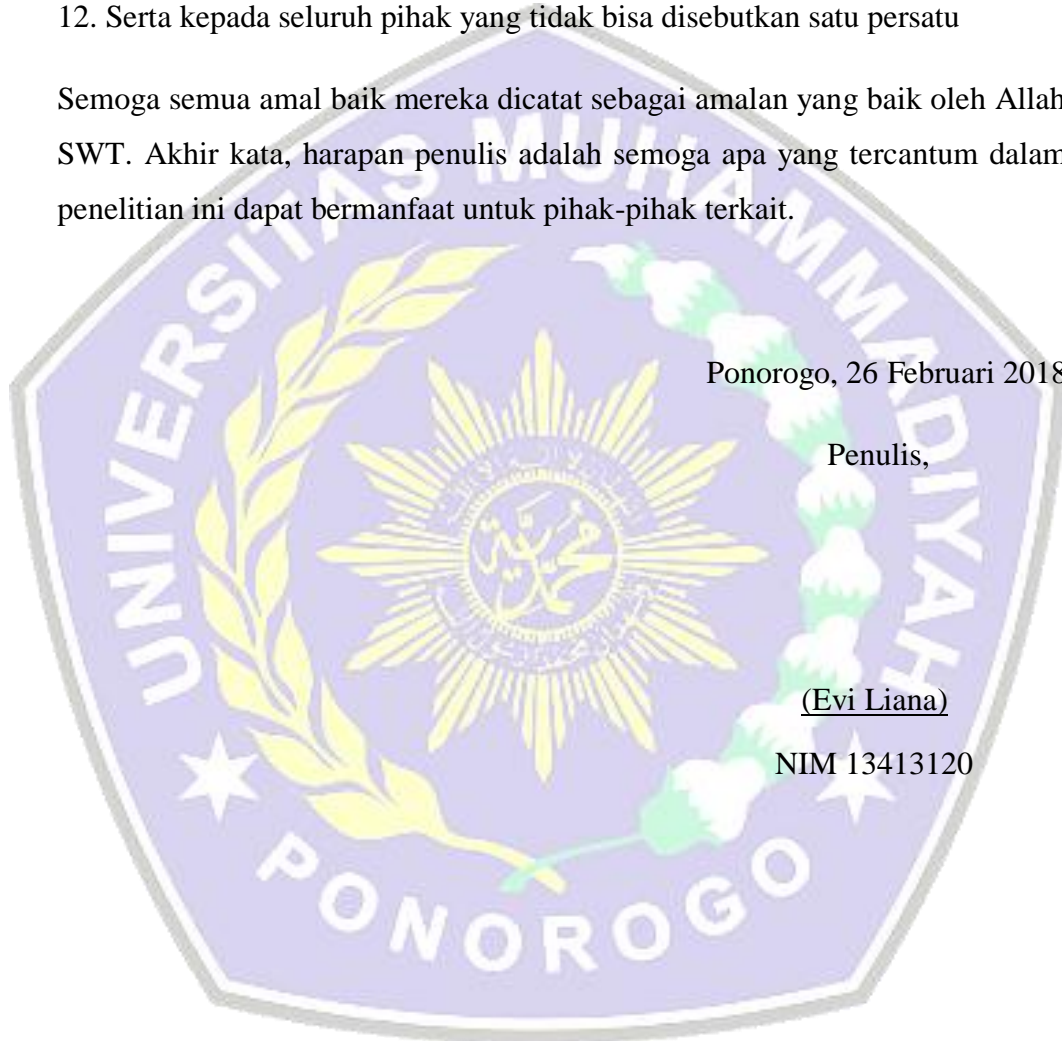 12. Serta kepada seluruh pihak yang tidak bisa disebutkan satu persatu
Semoga semua amal baik mereka dicatat sebagai amalan yang baik oleh Allah
SWT. Akhir kata, harapan penulis adalah semoga apa yang tercantum dalam
penelitian ini dapat bermanfaat untuk pihak-pihak terkait.
Ponorogo, 26 Februari 2018
Penulis,
(Evi Liana)
NIM 13413120
UNIVERSITAS MUHAMMADIYAH
PONOROGO